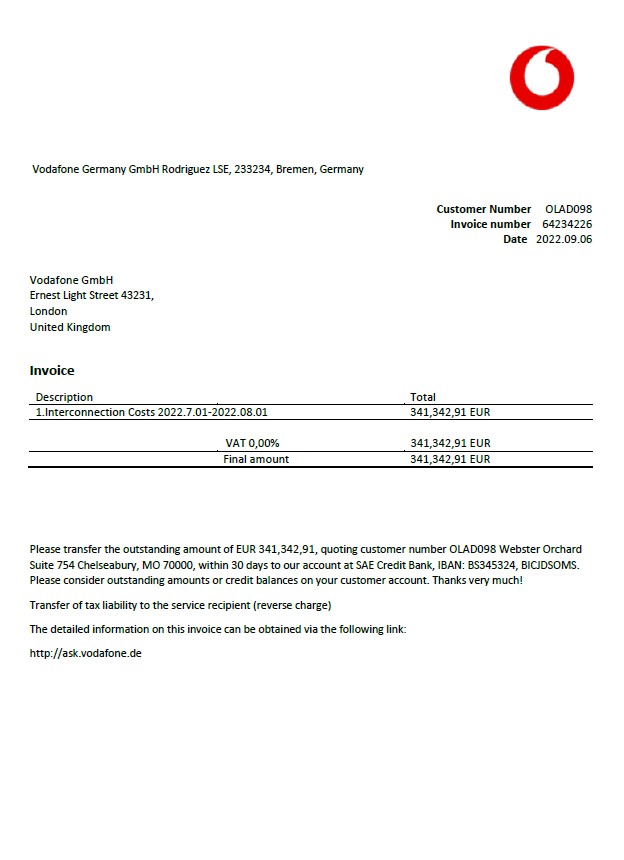 Vodafone Germany GmbH Rodriguez LSE, 233234, Bremen, Germany
Customer Number OLAD098
Invoice number 64234226
Date 2022.09.06
Vodafone GmbH
Ernest Light Street 43231,
London
United Kingdom
Invoice
Description Total
1.Interconnection Costs 2022.7.01-2022.08.01 341,342,91 EUR
VAT 0,00% 341,342,91 EUR
Final amount 341,342,91 EUR
Please transfer the outstanding amount of EUR 341,342,91, quoting customer number OLAD098 Webster Orchard
Suite 754 Chelseabury, MO 70000, within 30 days to our account at SAE Credit Bank, IBAN: BS345324, BICJDSOMS.
Please consider outstanding amounts or credit balances on your customer account. Thanks very much!
Transfer of tax liability to the service recipient (reverse charge)
The detailed information on this invoice can be obtained via the following link:
http://ask.vodafone.de